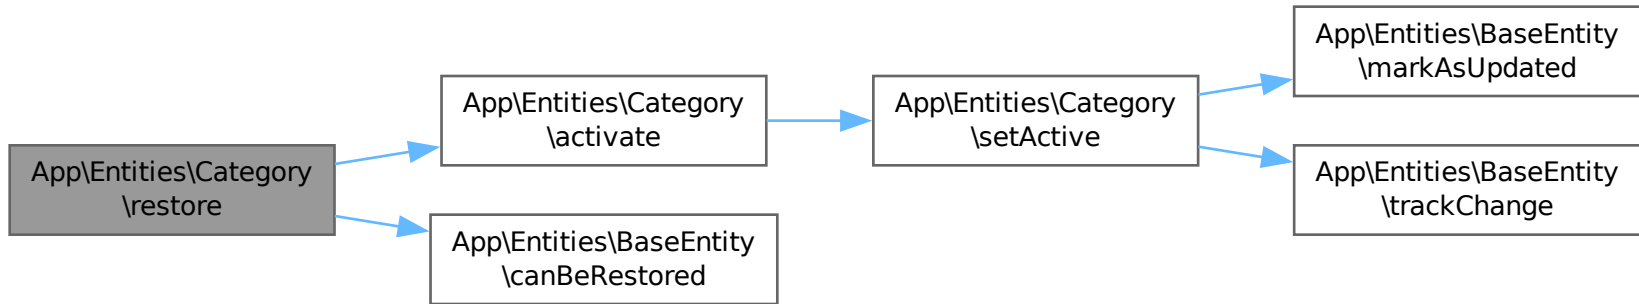 App\Entities\Category
\restore
App\Entities\Category
\activate
App\Entities\BaseEntity
\canBeRestored
App\Entities\Category
\setActive
App\Entities\BaseEntity
\markAsUpdated
App\Entities\BaseEntity
\trackChange